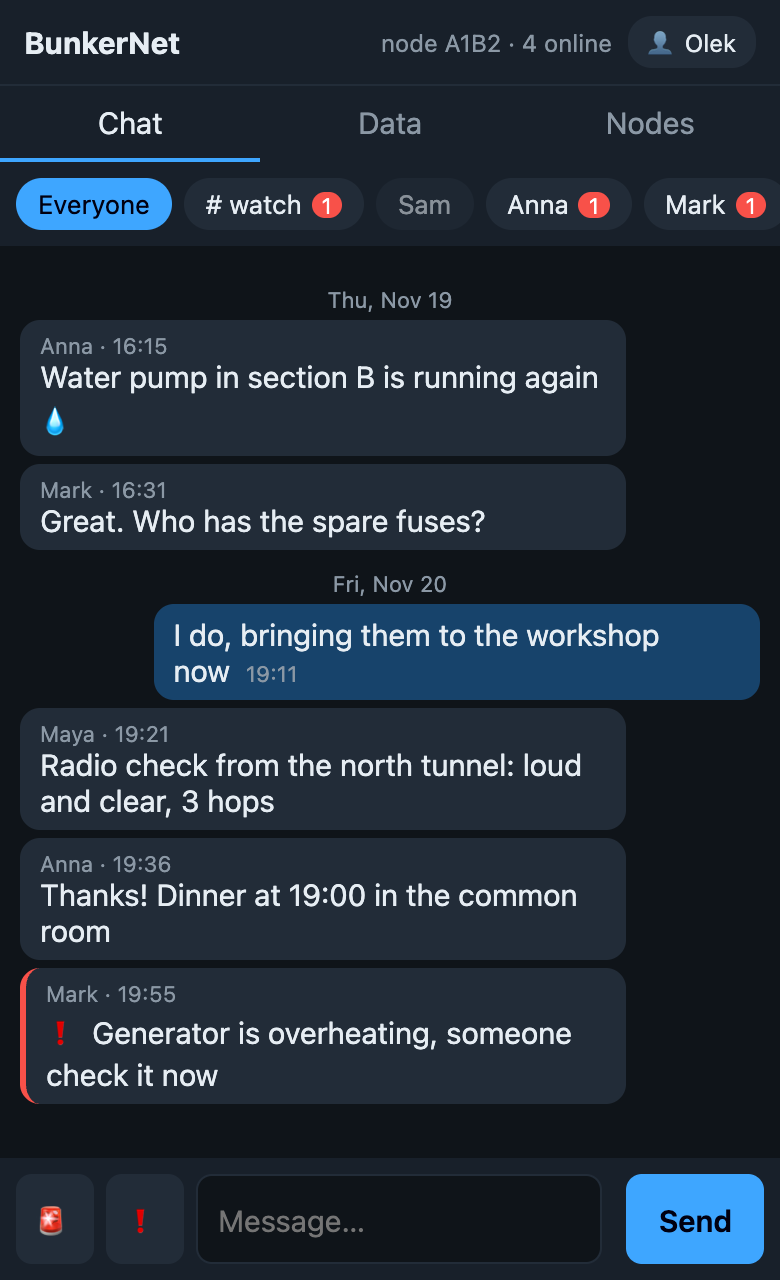 BunkerNet
node A1B2 · 4 online
👤 Olek
Chat
Data
Nodes
Everyone
# watch 1
Sam
Anna 1
Mark 1
Thu, Nov 19
Anna · 16:15
Water pump in section B is running again
💧
Mark · 16:31
Great. Who has the spare fuses?
Fri, Nov 20
I do, bringing them to the workshop
now 19:11
Maya · 19:21
Radio check from the north tunnel: loud
and clear, 3 hops
Anna · 19:36
Thanks! Dinner at 19:00 in the common
room
Mark · 19:55
❗ Generator is overheating, someone
check it now
🚨
❗
Message…
Send